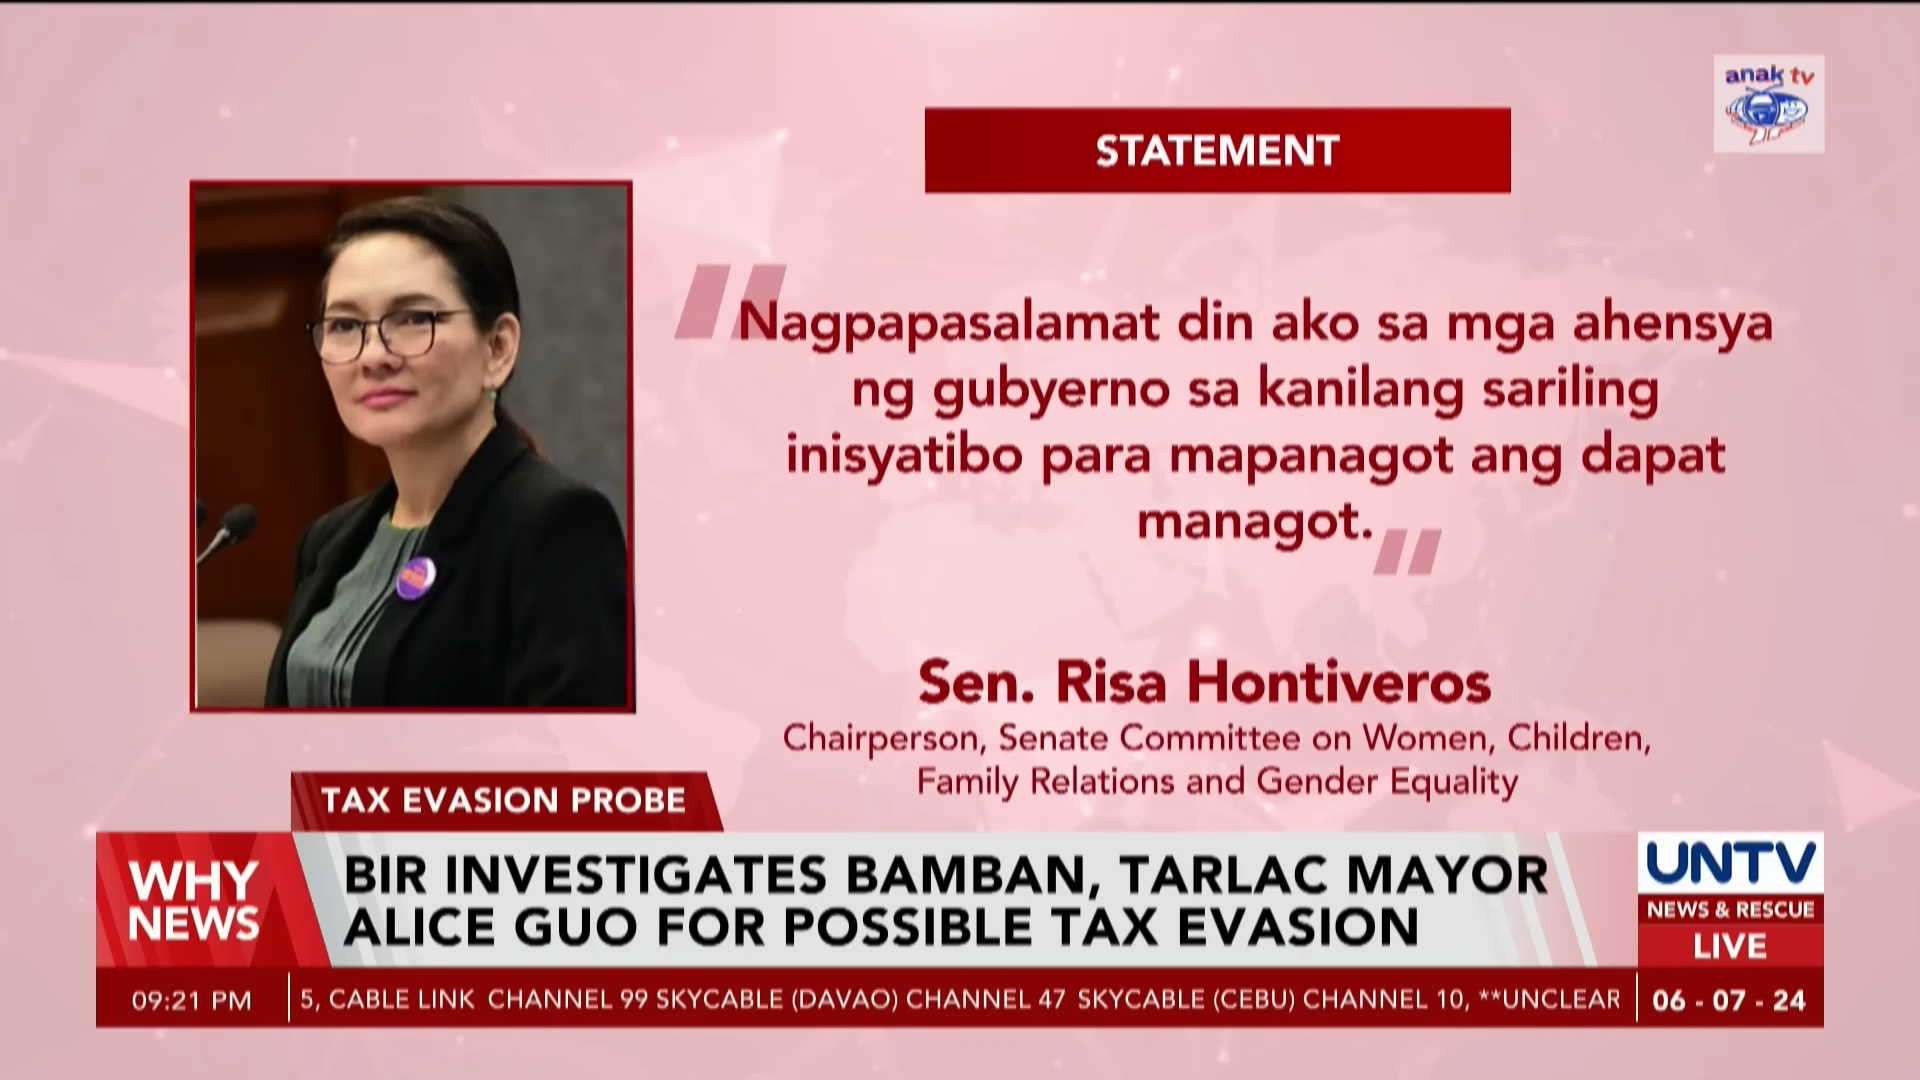 anak tv
STATEMENT
"Nagpapasalamat din ako sa mga ahensya
ng gubyerno sa kanilang sariling
inisyatibo para mapanagot ang dapat
managot."
Sen. Risa Hontiveros
Chairperson, Senate Committee on Women, Children,
Family Relations and Gender Equality
TAX EVASION PROBE
WHY
NEWS
BIR INVESTIGATES BAMBAN, TARLAC MAYOR
ALICE GUO FOR POSSIBLE TAX EVASION
UNTV
NEWS & RESCUE
LIVE
09:21 PM
5, CABLE LINK CHANNEL 99 SKYCABLE (DAVAO) CHANNEL 47 SKYCABLE (CEBU) CHANNEL 10, **UNCLEAR
06 - 07 - 24